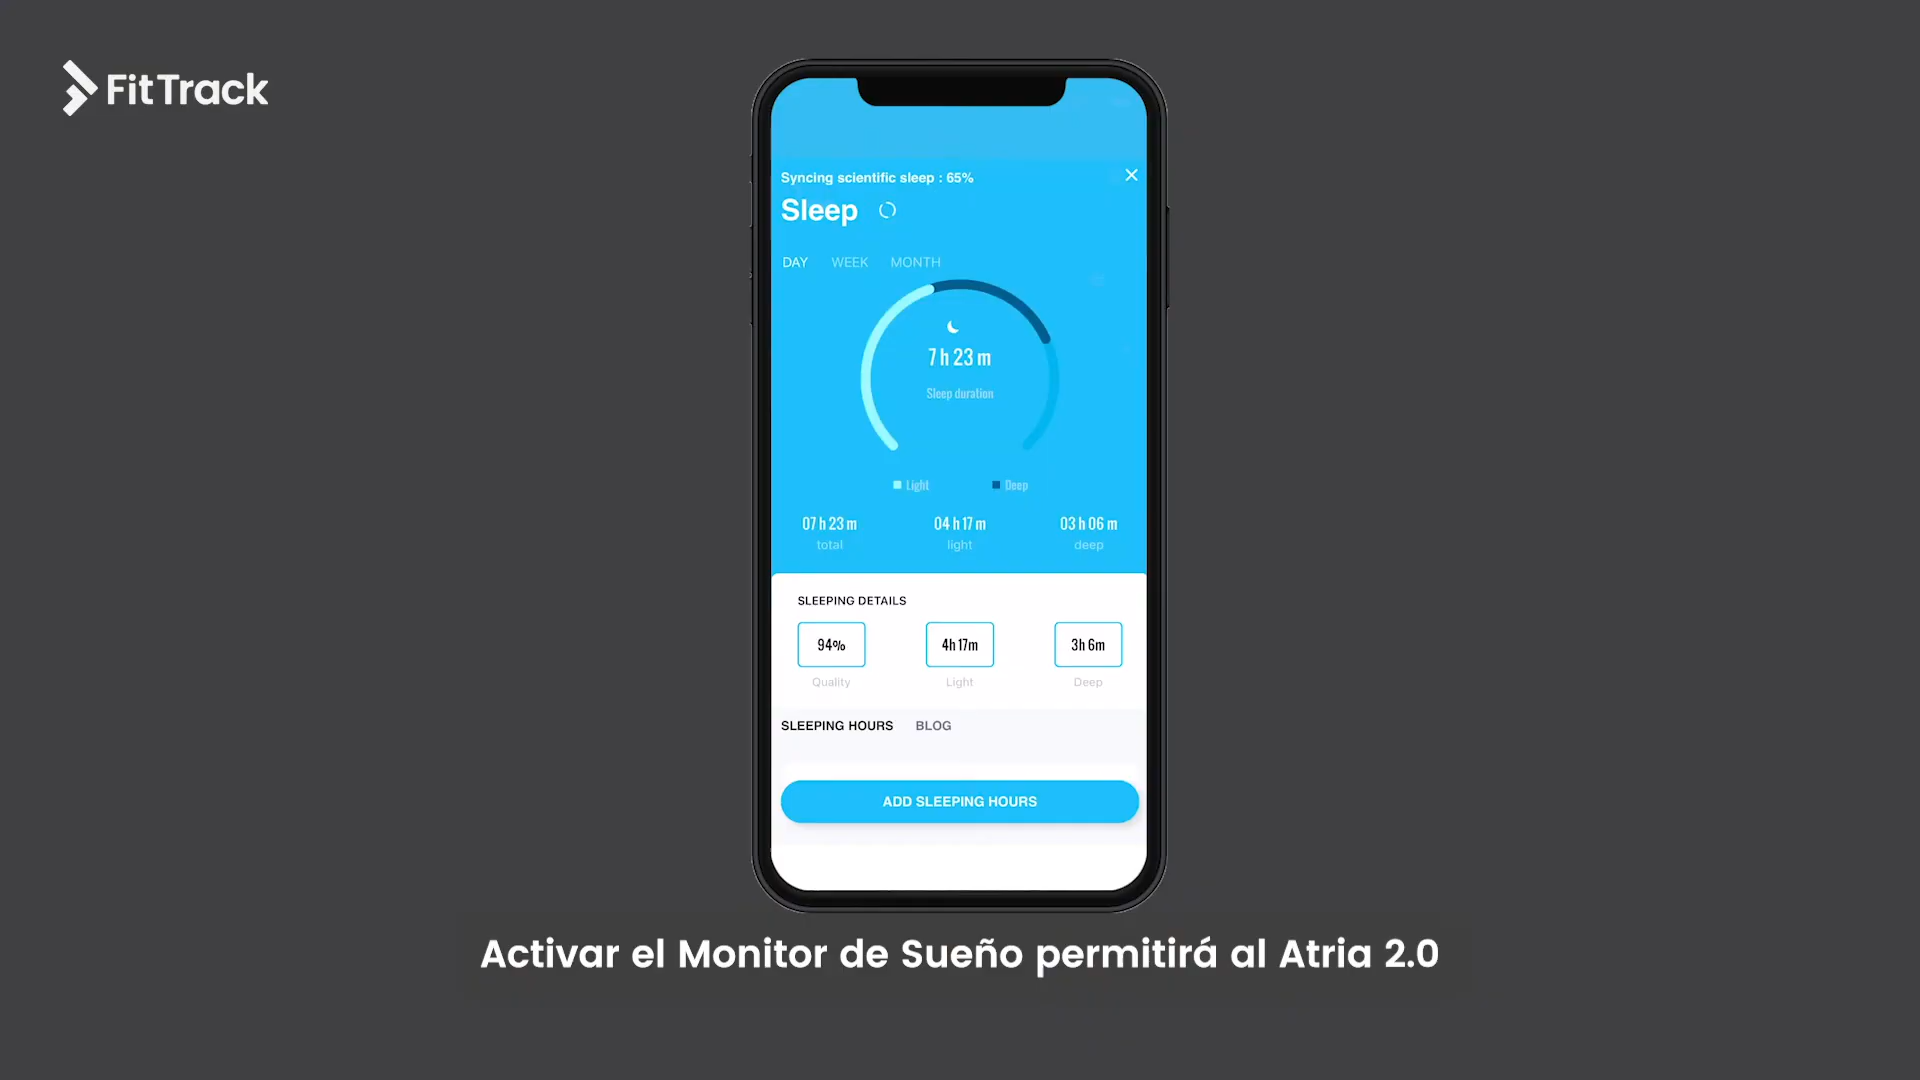 FitTrack
Syncing scientific sleep : 65%
Sleep
DAY WEEK MONTH
7 h 23 m
Sleep duration
Light Deep
07 h 23 m 04 h 17 m 03 h 06 m
total light deep
SLEEPING DETAILS
94% 4h 17m 3h 6m
Quality Light Deep
SLEEPING HOURS BLOG
ADD SLEEPING HOURS
Activar el Monitor de Sueño permitirá al Atria 2.0